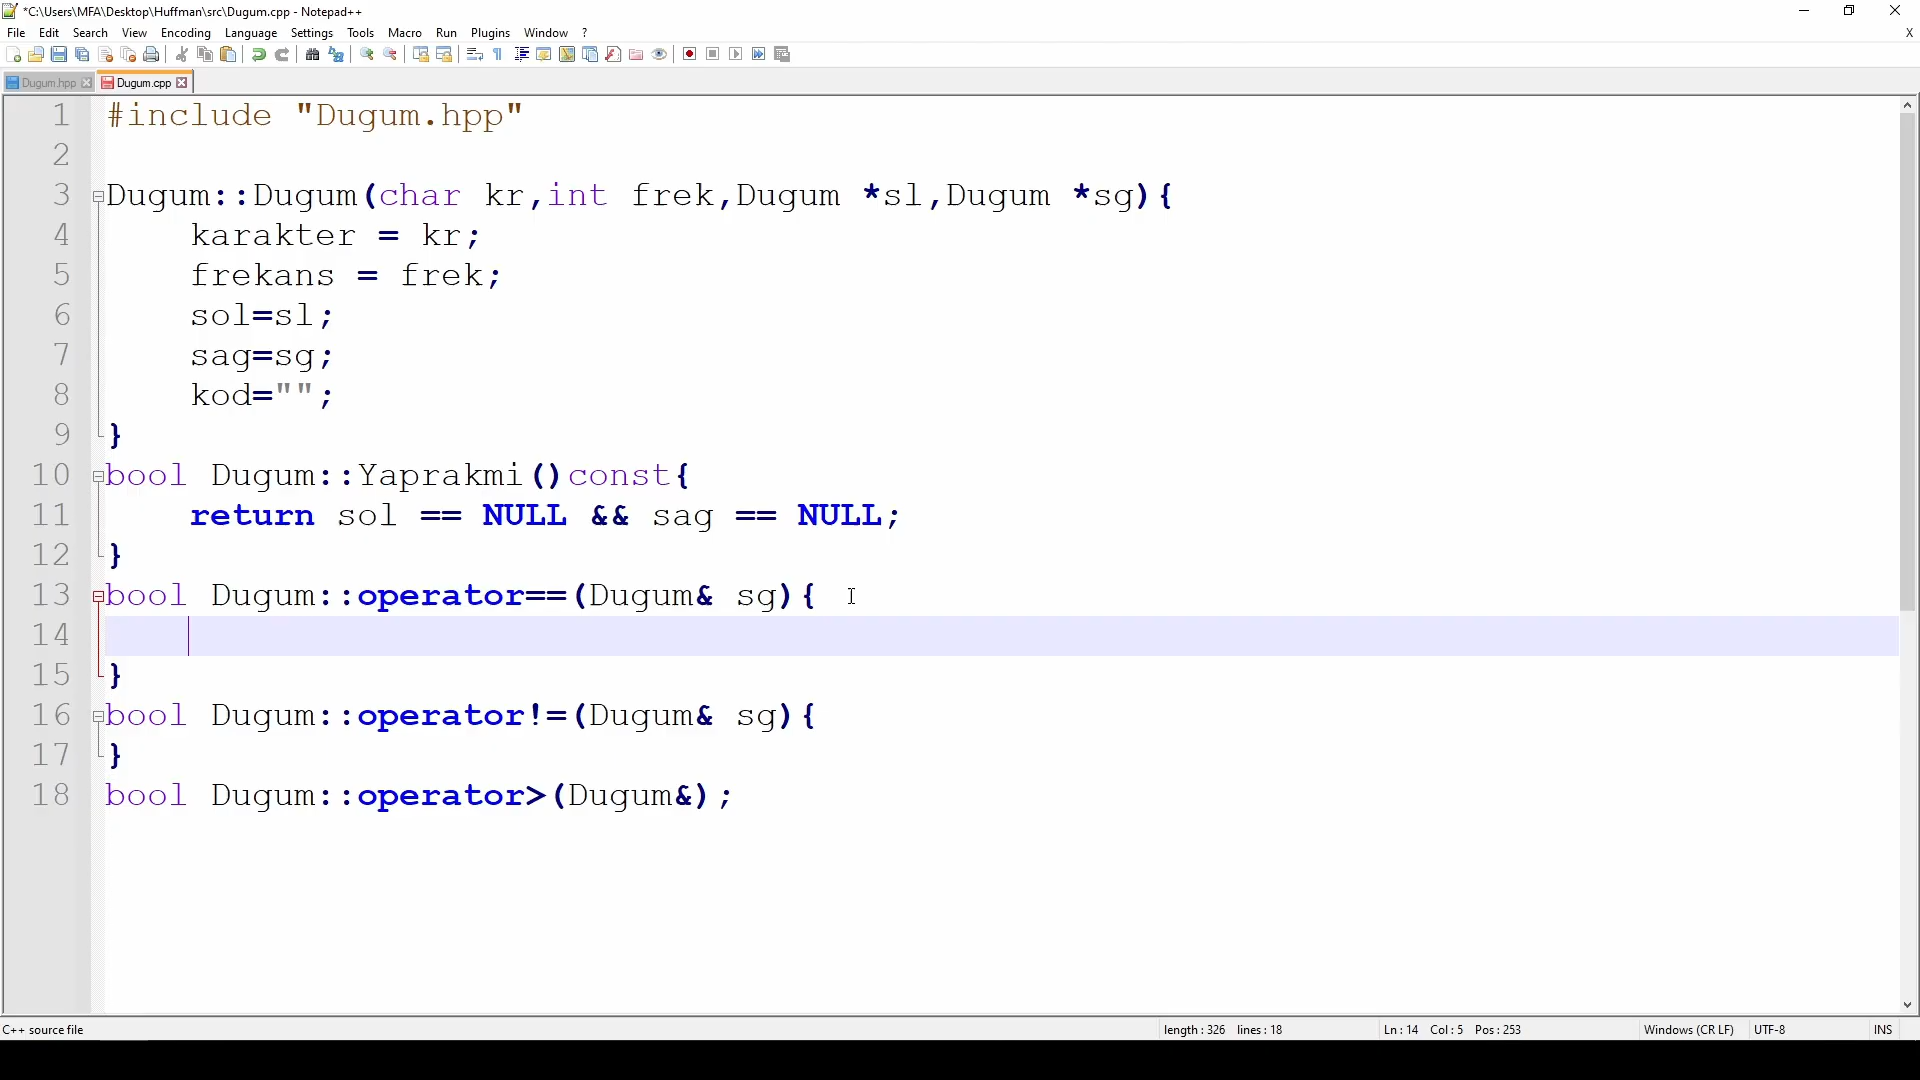 *C:\Users\MFA\Desktop\Huffman\src\Dugum.cpp - Notepad++
File Edit Search View Encoding Language Settings Tools Macro Run Plugins Window ? X
Dugum.hpp Dugum.cpp
1 #include "Dugum.hpp"
2
3 Dugum::Dugum(char kr,int frek,Dugum *sl,Dugum *sg){
4 karakter = kr;
5 frekans = frek;
6 sol=sl;
7 sag=sg;
8 kod="";
9 }
10 bool Dugum::Yaprakmi()const{
11 return sol == NULL && sag == NULL;
12 }
13 bool Dugum::operator==(Dugum& sg){
14
15 }
16 bool Dugum::operator!=(Dugum& sg){
17 }
18 bool Dugum::operator>(Dugum&);
C++ source file length : 326 lines : 18 Ln : 14 Col : 5 Pos : 253 Windows (CR LF) UTF-8 INS